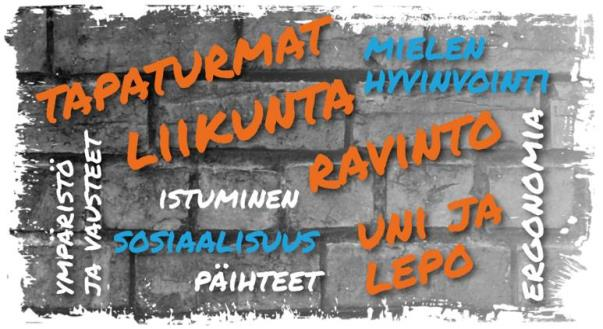 TAPATURMAT
MIELEN
HYVINVOINTI
LIIKUNTA
RAVINTO
YMPÄRISTÖ
JA VAUSTEET
ISTUMINEN
ERGONOMIA
SOSIAALISUUS
UNI JA
LEPO
PÄIHTEET